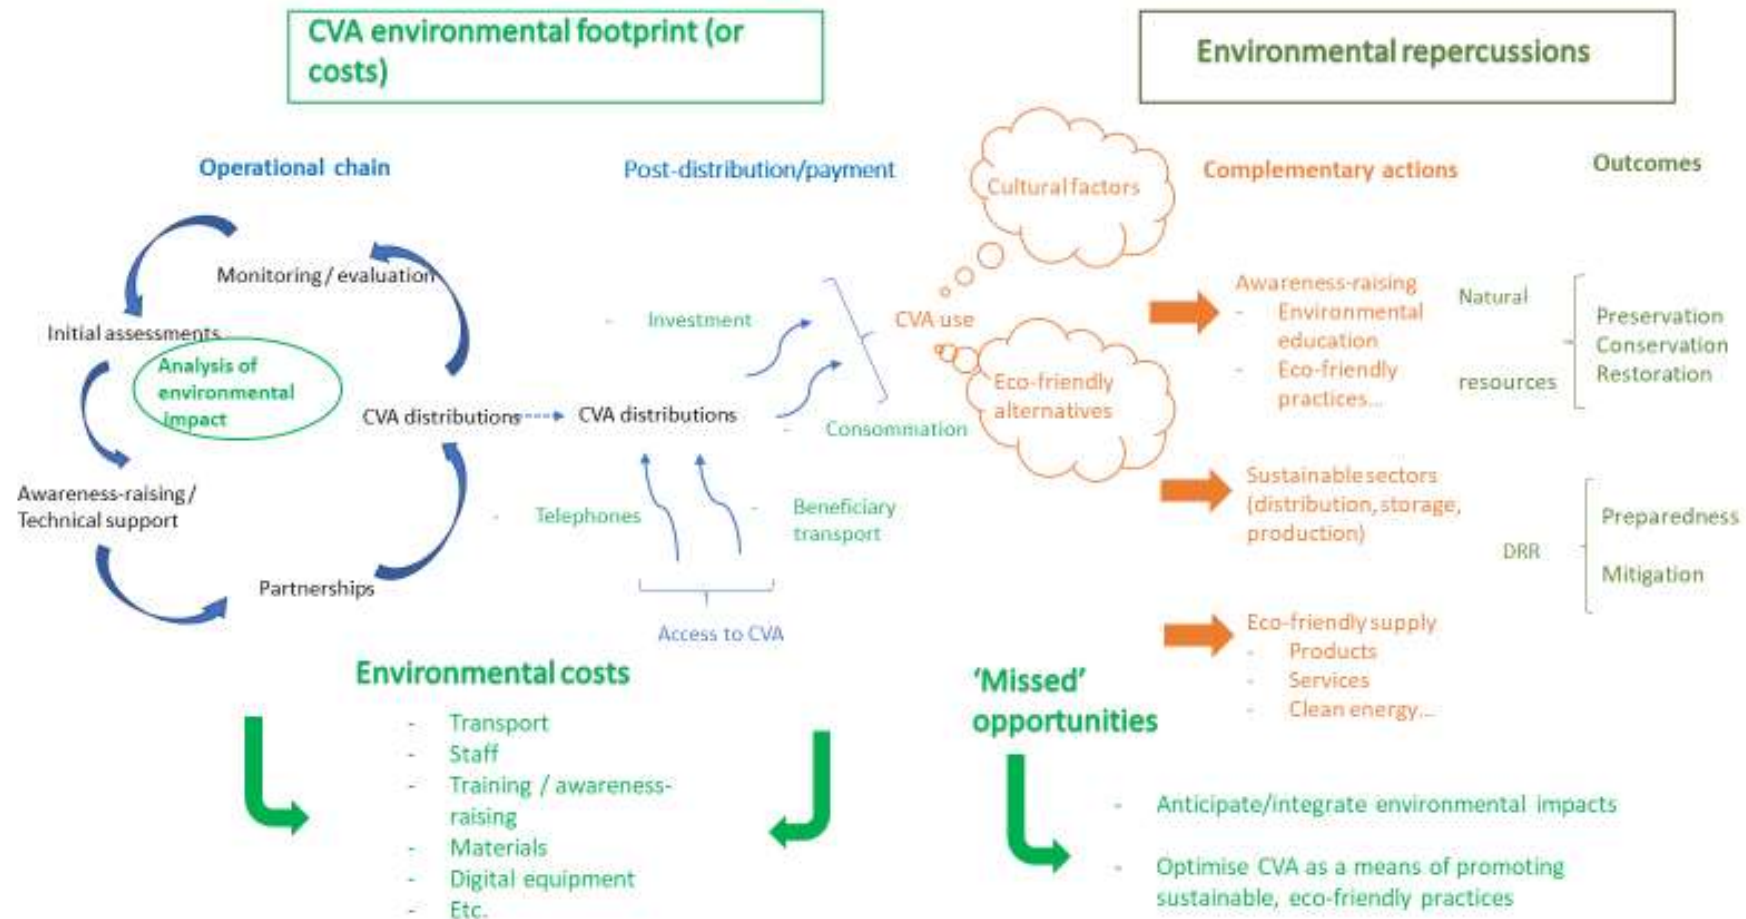 CVA environmental footprint (or
costs)
Environmental repercussions
Operational chain
Post-distribution/payment
Cultural factors
Complementary actions
Outcomes
Monitoring / evaluation
Initial assessments
Analysis of
environmental
impact
CVA distributions
Awareness-raising /
Technical support
Partnerships
- Investment
CVA distributions
- Consommation
- Telephones
- Beneficiary
transport
Access to CVA
CVA use
Eco-friendly
alternatives
Awareness-raising
- Environmental
education
- Eco-friendly
practices...
Sustainable sectors
(distribution, storage,
production)
Eco-friendly supply
- Products
- Services
- Clean energy...
Natural
resources
Preservation
Conservation
Restoration
DRR
Preparedness
Mitigation
Environmental costs
- Transport
- Staff
- Training / awareness-
raising
- Materials
- Digital equipment
- Etc.
‘Missed’
opportunities
- Anticipate/integrate environmental impacts
- Optimise CVA as a means of promoting
sustainable, eco-friendly practices